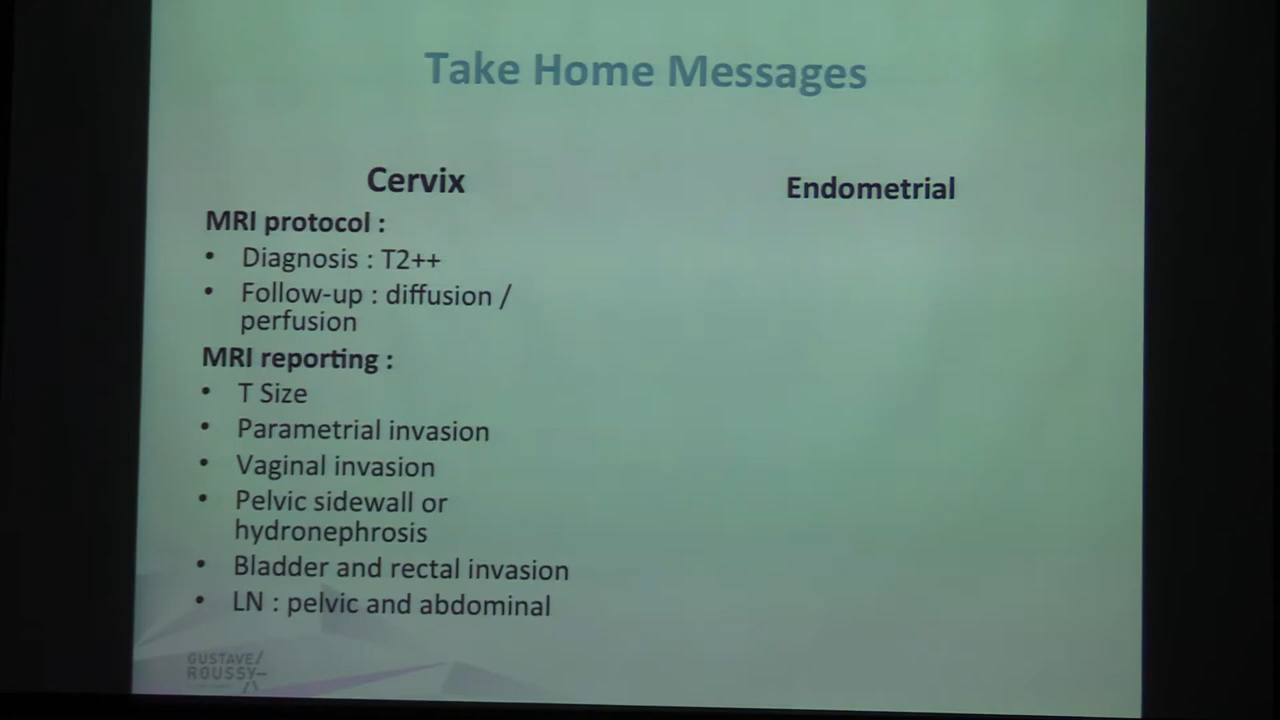 Take Home Messages
Cervix
MRI protocol :
• Diagnosis : T2++
• Follow-up : diffusion /
perfusion
MRI reporting :
• T Size
• Parametrial invasion
• Vaginal invasion
• Pelvic sidewall or
hydronephrosis
• Bladder and rectal invasion
• LN : pelvic and abdominal
Endometrial
GUSTAVE/
ROUSSY